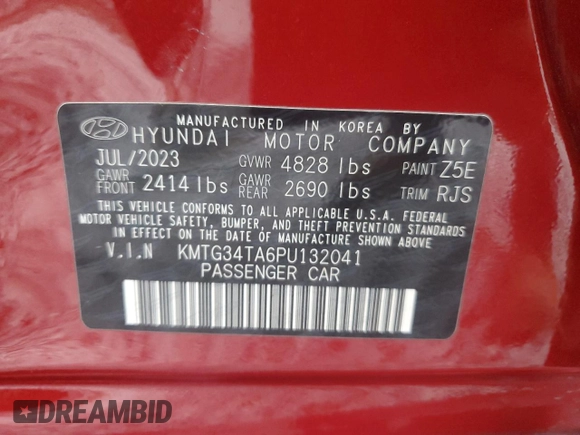 MANUFACTURED IN KOREA BY
HYUNDAI MOTOR COMPANY
JUL/2023 GVWR 4828 lbs PAINT Z5E
GAWR FRONT 2414 lbs GAWR REAR 2690 lbs TRIM RJS
THIS VEHICLE CONFORMS TO ALL APPLICABLE U.S.A. FEDERAL
MOTOR VEHICLE SAFETY, BUMPER, AND THEFT PREVENTION STANDARDS
IN EFFECT ON THE DATE OF MANUFACTURE SHOWN ABOVE.
V.I.N KMTG34TA6PU132041
PASSENGER CAR
DREAMBID